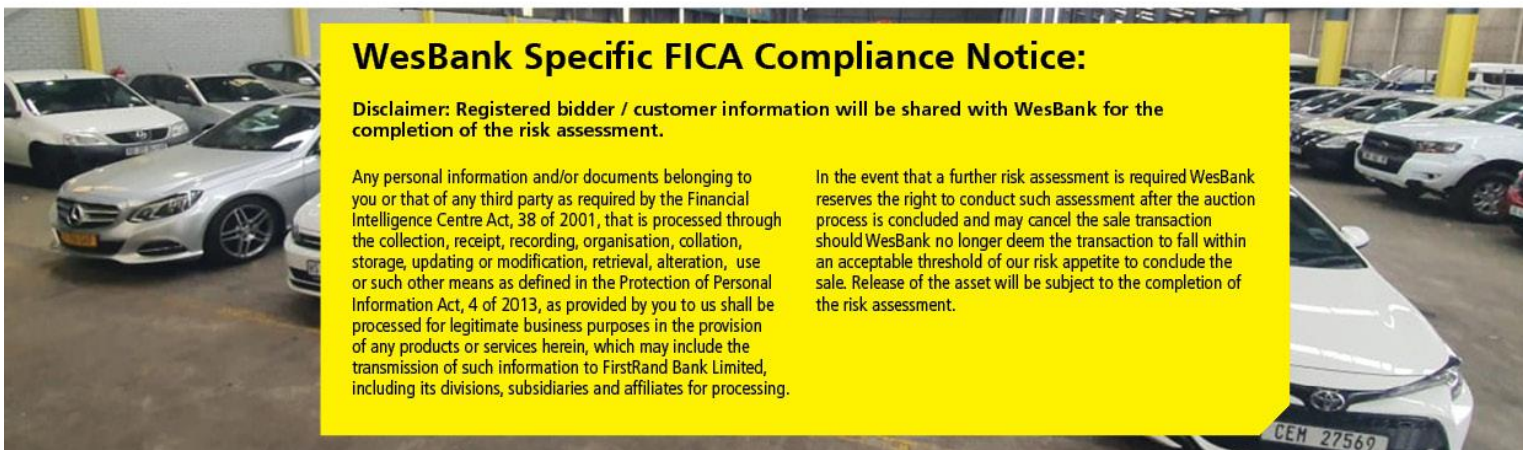 WesBank Specific FICA Compliance Notice:
Disclaimer: Registered bidder / customer information will be shared with WesBank for the
completion of the risk assessment.
Any personal information and/or documents belonging to
you or that of any third party as required by the Financial
Intelligence Centre Act, 38 of 2001, that is processed through
the collection, receipt, recording, organisation, collation,
storage, updating or modification, retrieval, alteration, use
or such other means as defined in the Protection of Personal
Information Act, 4 of 2013, as provided by you to us shall be
processed for legitimate business purposes in the provision
of any products or services herein, which may include the
transmission of such information to FirstRand Bank Limited,
including its divisions, subsidiaries and affiliates for processing.
In the event that a further risk assessment is required WesBank
reserves the right to conduct such assessment after the auction
process is concluded and may cancel the sale transaction
should WesBank no longer deem the transaction to fall within
an acceptable threshold of our risk appetite to conclude the
sale. Release of the asset will be subject to the completion of
the risk assessment.
CEM 27569